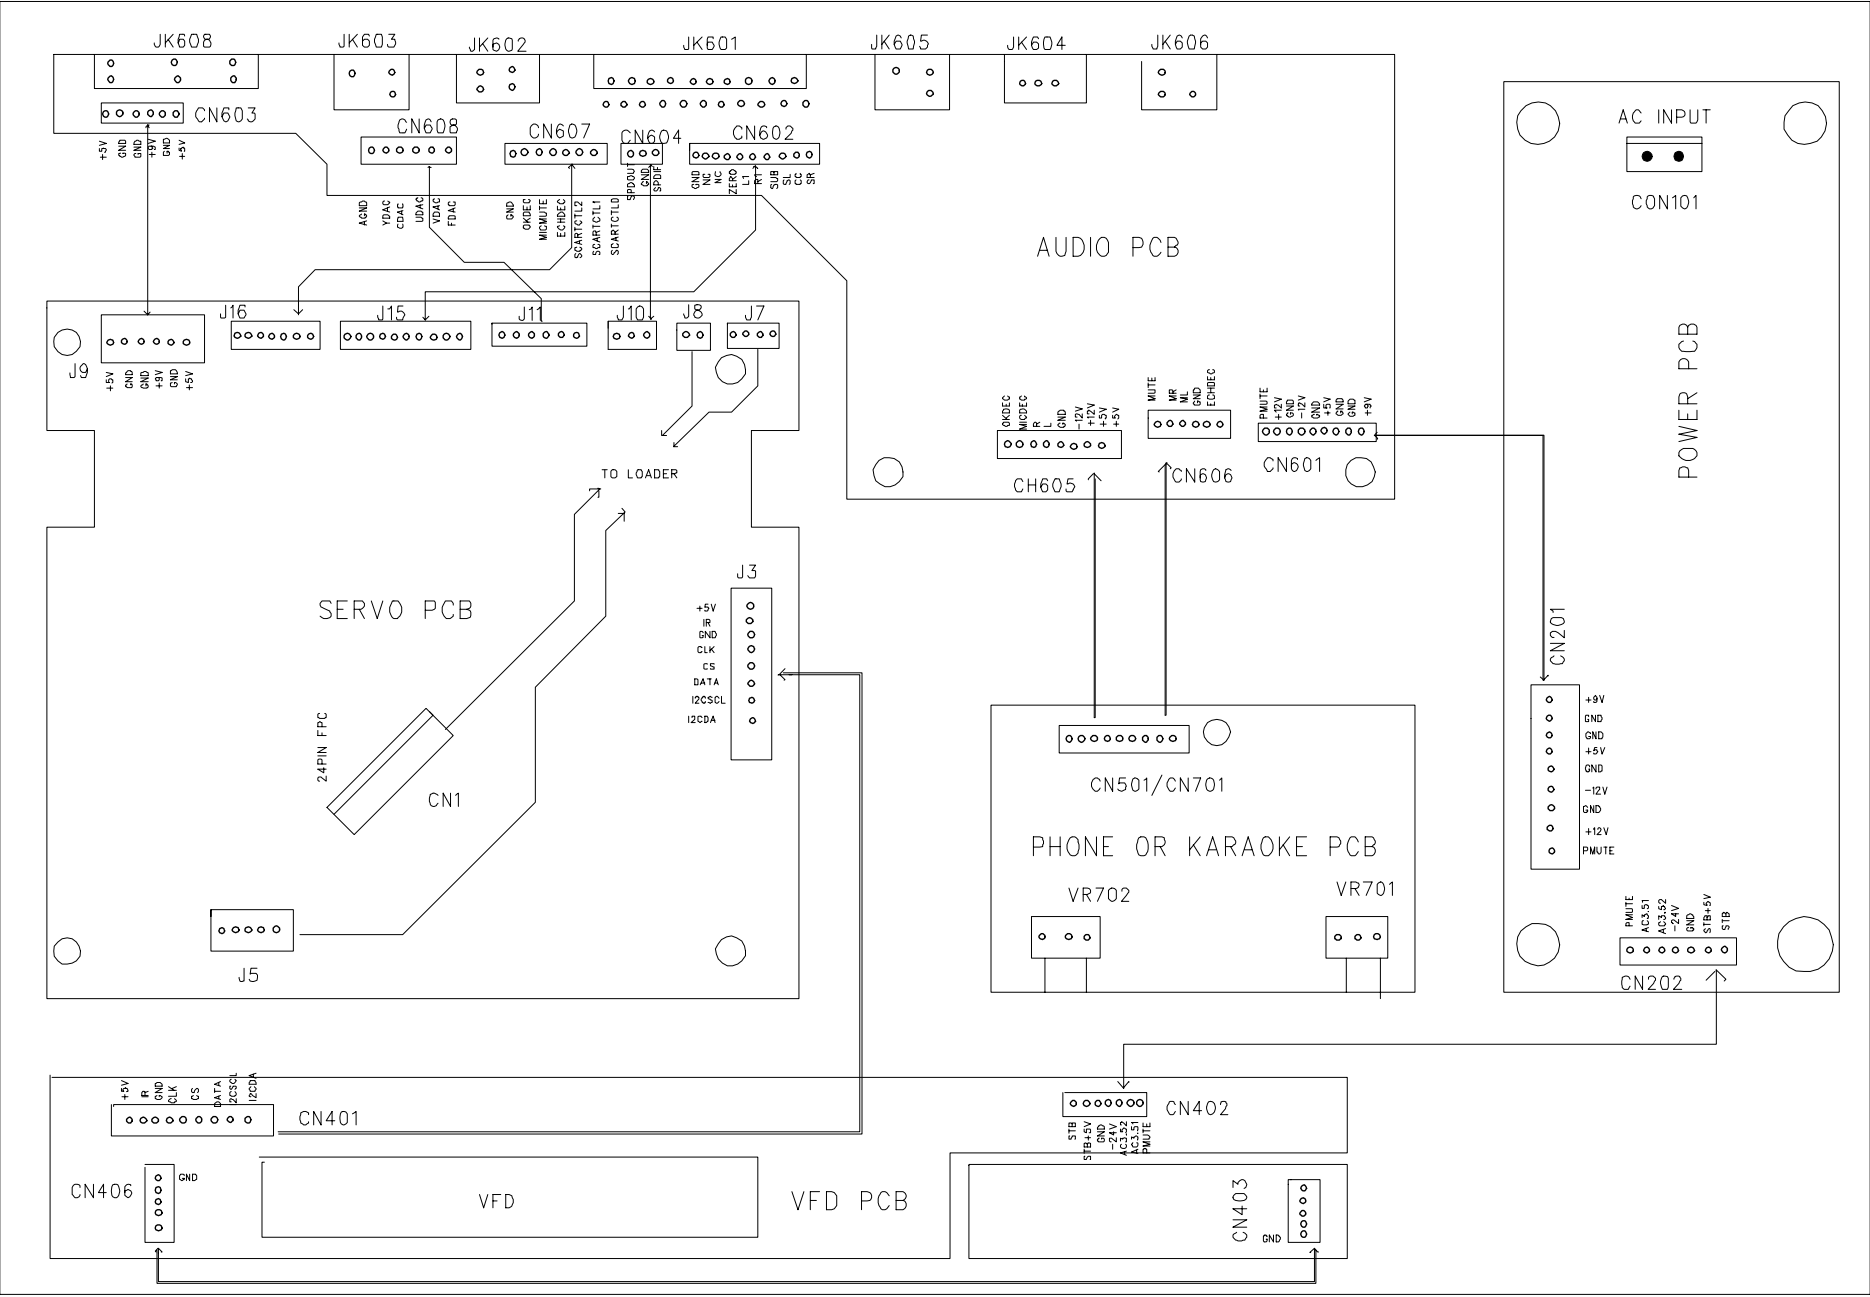 JK608 JK603 JK602 JK601 JK605 JK604 JK606
CN603 CN608 CN607 CN604 CN602
+5V GND GND +9V GND +5V
AGND YDAC CDAC UDAC VDAC FDAC
GND OKDEC MICMUTE ECHDEC SCARTCTL2 SCARTCTL1 SCARTCTL0
SPDOUT GND SPDIF
GND NC NC ZERO L1 R1 SUB SL CC SR
AUDIO PCB
AC INPUT
CON101
POWER PCB
J9 J16 J15 J11 J10 J8 J7
+5V GND GND +9V GND +5V
TO LOADER
SERVO PCB
J3
+5V
IR
GND
CLK
CS
DATA
I2CSCL
I2CDA
24PIN FPC
CN1
J5
OKDEC MICDEC R L GND -12V +12V +5V +5V
CH605
MUTE MR ML GND ECHDEC
CN606
PMUTE +12V GND -12V GND +5V GND GND +9V
CN601
CN201
+9V
GND
GND
+5V
GND
-12V
GND
+12V
PMUTE
CN501/CN701
PHONE OR KARAOKE PCB
VR702 VR701
PMUTE AC3.51 AC3.52 -24V GND STB+5V STB
CN202
+5V IR GND CLK CS DATA I2CSCL I2CDA
CN401
CN402
STB STB+5V GND -24V AC3.52 AC3.51 PMUTE
CN406
GND
VFD
VFD PCB
CN403
GND